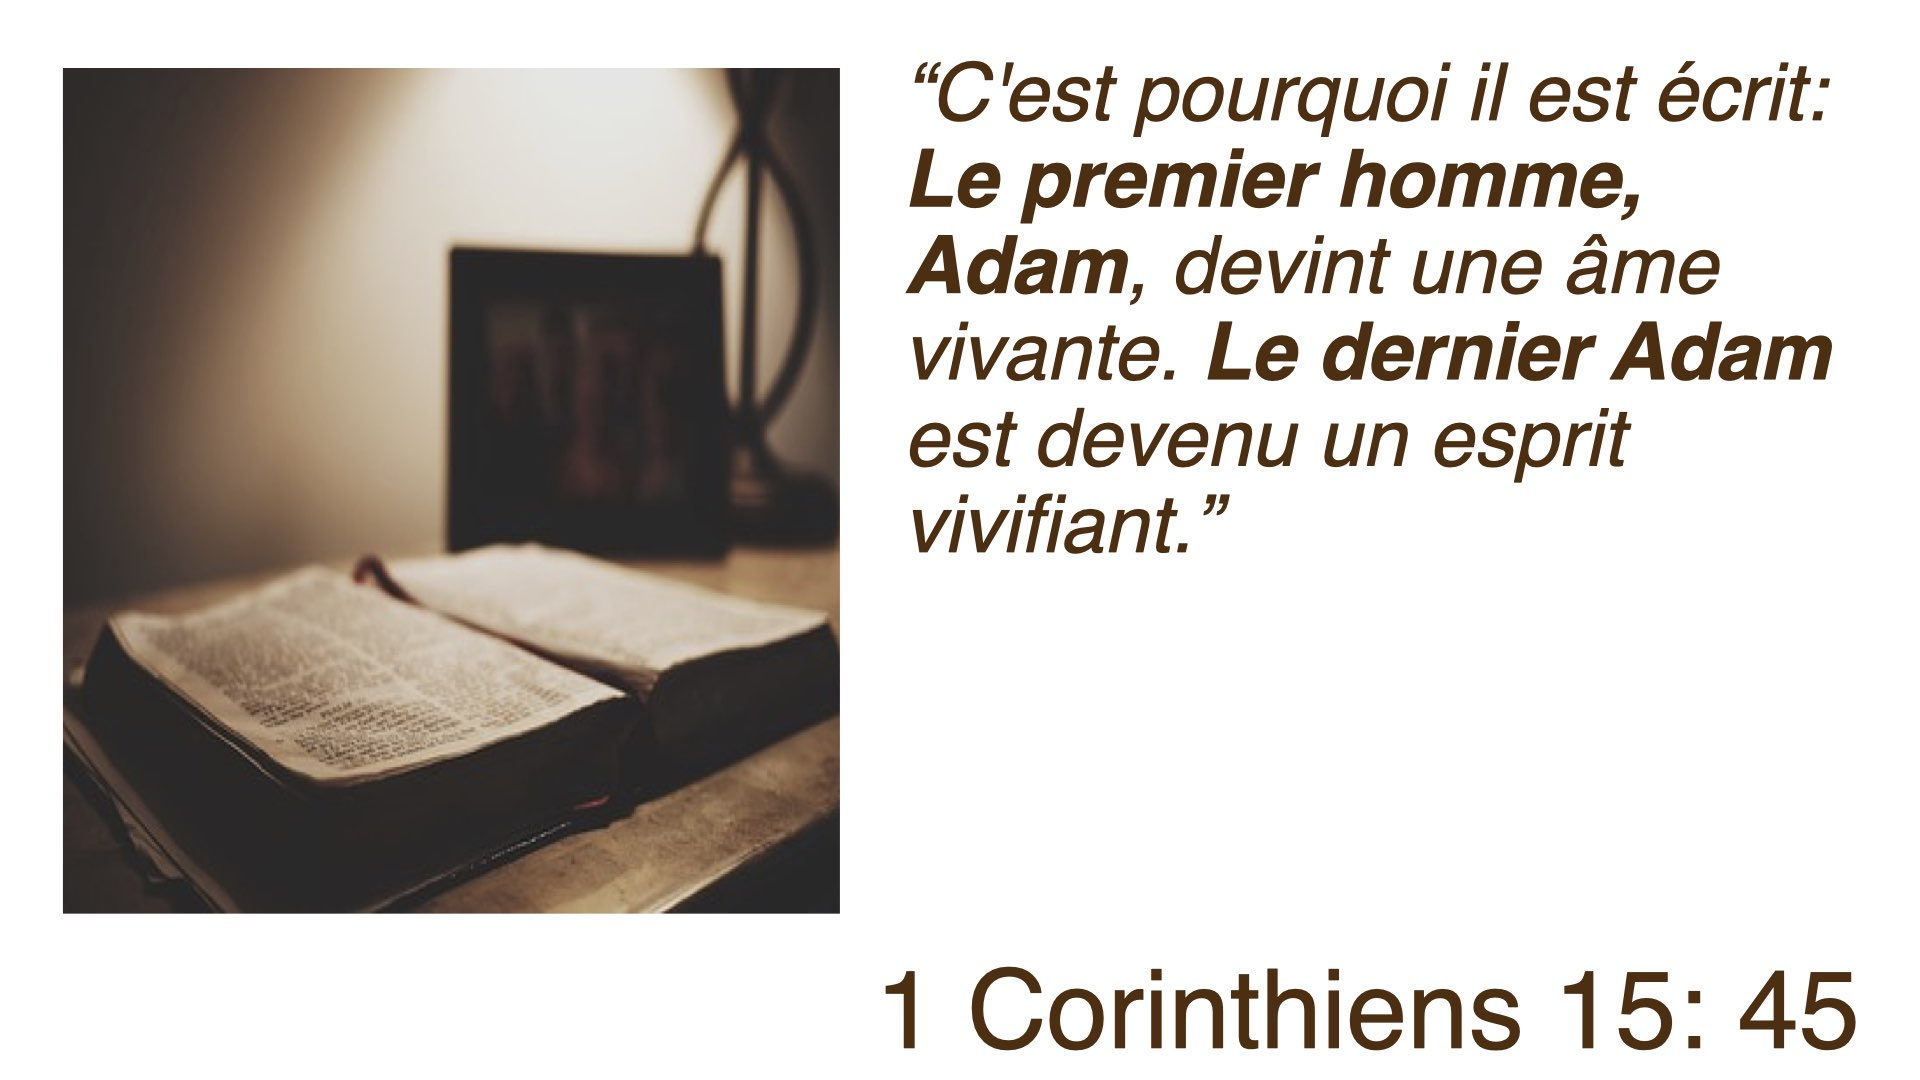 “C'est pourquoi il est écrit:
Le premier homme,
Adam, devint une âme
vivante. Le dernier Adam
est devenu un esprit
vivifiant.”
1 Corinthiens 15: 45